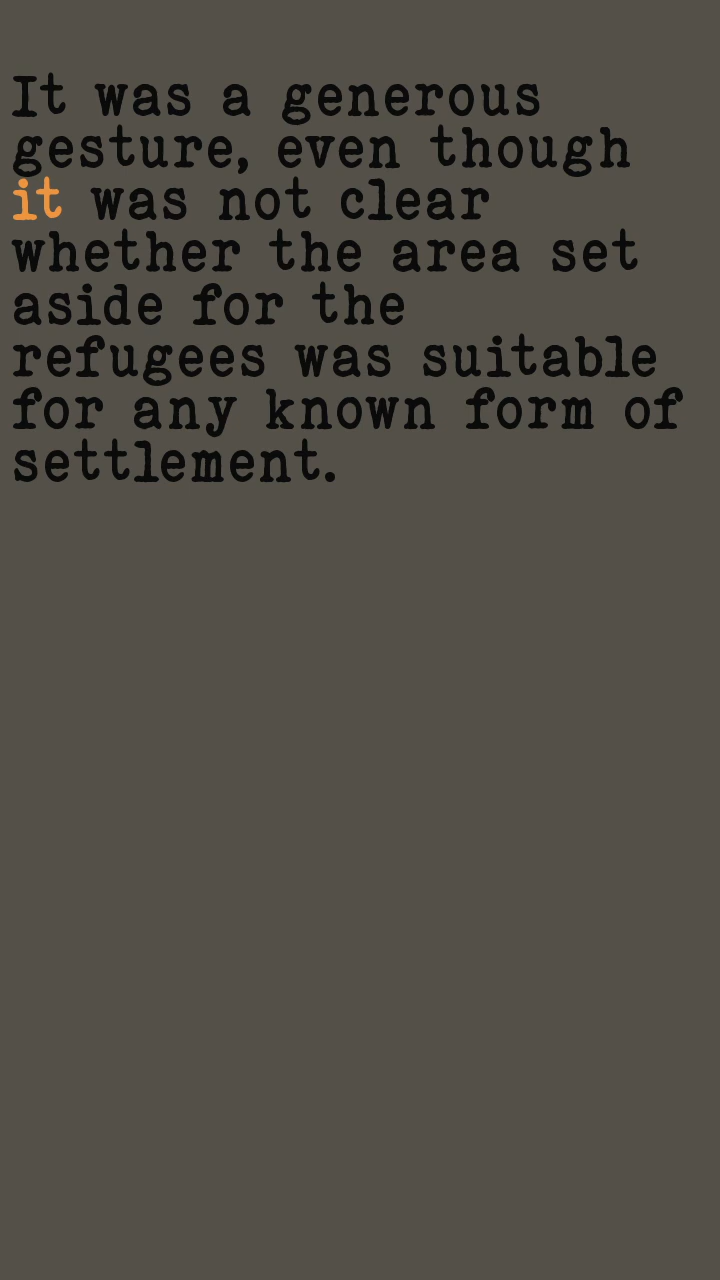 It was a generous
gesture, even though
it was not clear
whether the area set
aside for the
refugees was suitable
for any known form of
settlement.